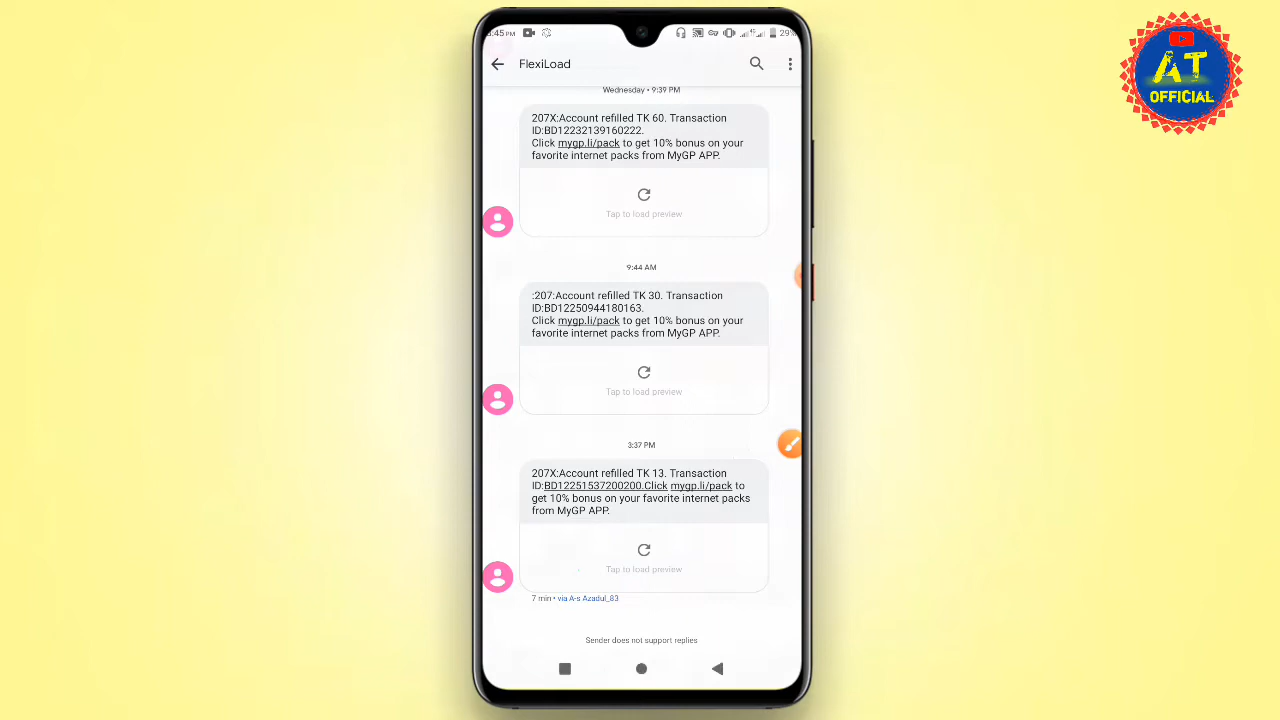 :45 PM
29%
FlexiLoad
Wednesday • 9:39 PM
207X:Account refilled TK 60. Transaction
ID:BD12232139160222.
Click mygp.li/pack to get 10% bonus on your
favorite internet packs from MyGP APP.
Tap to load preview
9:44 AM
:207:Account refilled TK 30. Transaction
ID:BD12250944180163.
Click mygp.li/pack to get 10% bonus on your
favorite internet packs from MyGP APP.
Tap to load preview
3:37 PM
207X:Account refilled TK 13. Transaction
ID:BD12251537200200.Click mygp.li/pack to
get 10% bonus on your favorite internet packs
from MyGP APP.
Tap to load preview
7 min • via A-s Azadul_83
Sender does not support replies
AT
OFFICIAL